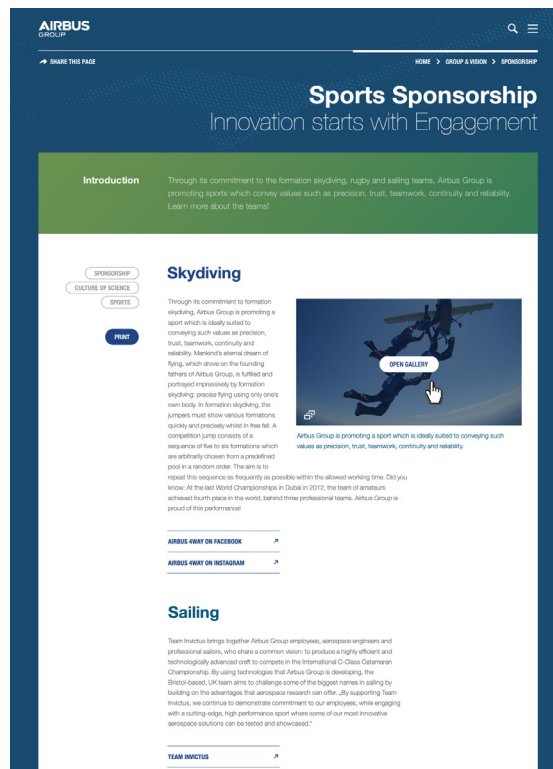 AIRBUS
GROUP
SHARE THIS PAGE
HOME > GROUP & VISION > SPONSORSHIP
Sports Sponsorship
Innovation starts with Engagement
Introduction
Through its commitment to the formation skydiving, rugby and sailing teams, Airbus Group is
promoting sports which convey values such as precision, trust, teamwork, continuity and reliability.
Learn more about the teams!
SPONSORSHIP
CULTURE OF SCIENCE
SPORTS
PRINT
Skydiving
Through its commitment to formation
skydiving, Airbus Group is promoting a
sport which is ideally suited to
conveying such values as precision,
trust, teamwork, continuity and
reliability. Mankind's eternal dream of
flying, which drove on the founding
fathers of Airbus Group, is fulfilled and
portrayed impressively by formation
skydiving: precise flying using only one's
own body. In formation skydiving, the
jumpers must show various formations
quickly and precisely whilst in free fall. A
competition jump consists of a
sequence of five to six formations which
are arbitrarily chosen from a predefined
pool in a random order. The aim is to
repeat this sequence as frequently as possible within the allowed working time. Did you
know: At the last World Championships in Dubai in 2012, the team of amateurs
achieved fourth place in the world, behind three professional teams. Airbus Group is
proud of this performance!
OPEN GALLERY
Airbus Group is promoting a sport which is ideally suited to conveying such
values as precision, trust, teamwork, continuity and reliability.
AIRBUS 4WAY ON FACEBOOK
AIRBUS 4WAY ON INSTAGRAM
Sailing
Team Invictus brings together Airbus Group employees, aerospace engineers and
professional sailors, who share a common vision: to produce a highly efficient and
technologically advanced craft to compete in the International C-Class Catamaran
Championship. By using technologies that Airbus Group is developing, the
Bristol-based, UK team aims to challenge some of the biggest names in sailing by
building on the advantages that aerospace research can offer. „By supporting Team
Invictus, we continue to demonstrate commitment to our employees, while engaging
with a cutting-edge, high performance sport where some of our most innovative
aerospace solutions can be tested and showcased."
TEAM INVICTUS